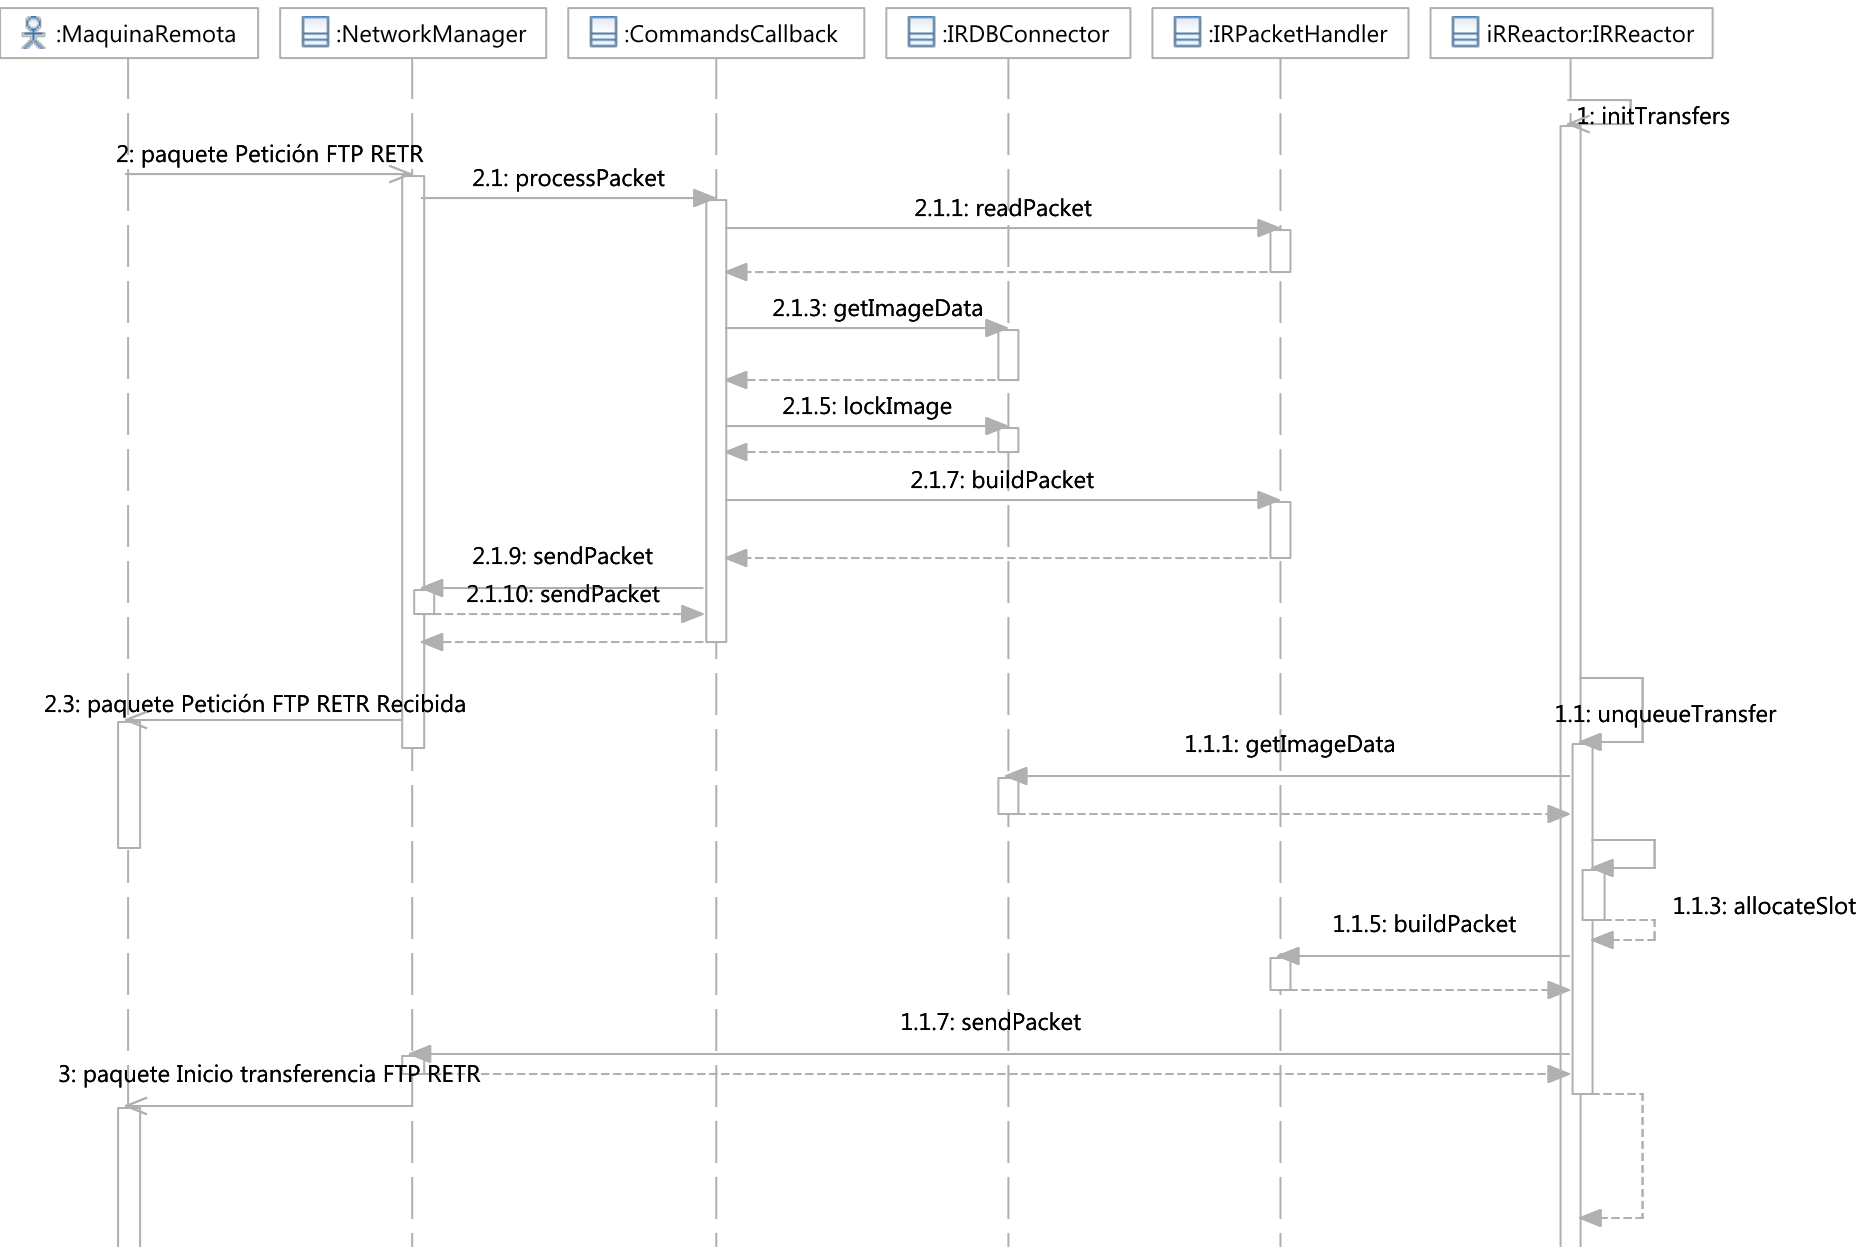 :MaquinaRemota
:NetworkManager
:CommandsCallback
:IRDBConnector
:IRPacketHandler
iRReactor:IRReactor
1: initTransfers
2: paquete Petición FTP RETR
2.1: processPacket
2.1.1: readPacket
2.1.3: getImageData
2.1.5: lockImage
2.1.7: buildPacket
2.1.9: sendPacket
2.1.10: sendPacket
2.3: paquete Petición FTP RETR Recibida
1.1: unqueueTransfer
1.1.1: getImageData
1.1.3: allocateSlot
1.1.5: buildPacket
1.1.7: sendPacket
3: paquete Inicio transferencia FTP RETR